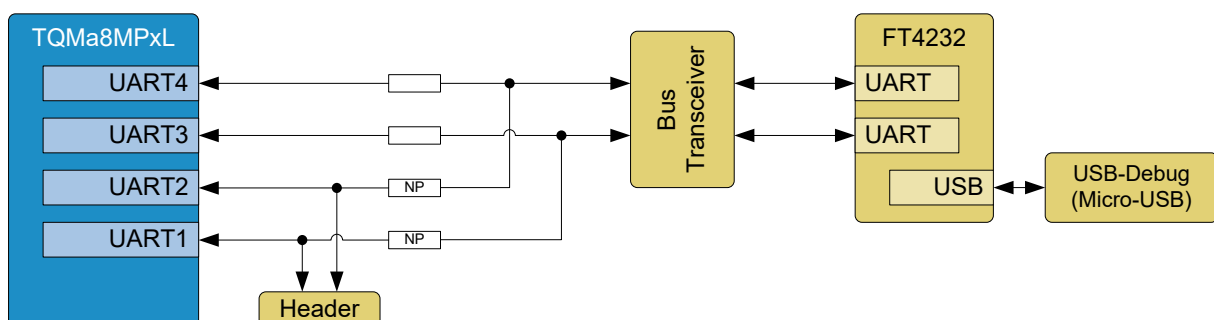 TQMa8MPxL
UART4
UART3
UART2
UART1
NP
NP
Header
Bus
Transceiver
FT4232
UART
UART
USB
USB-Debug
(Micro-USB)